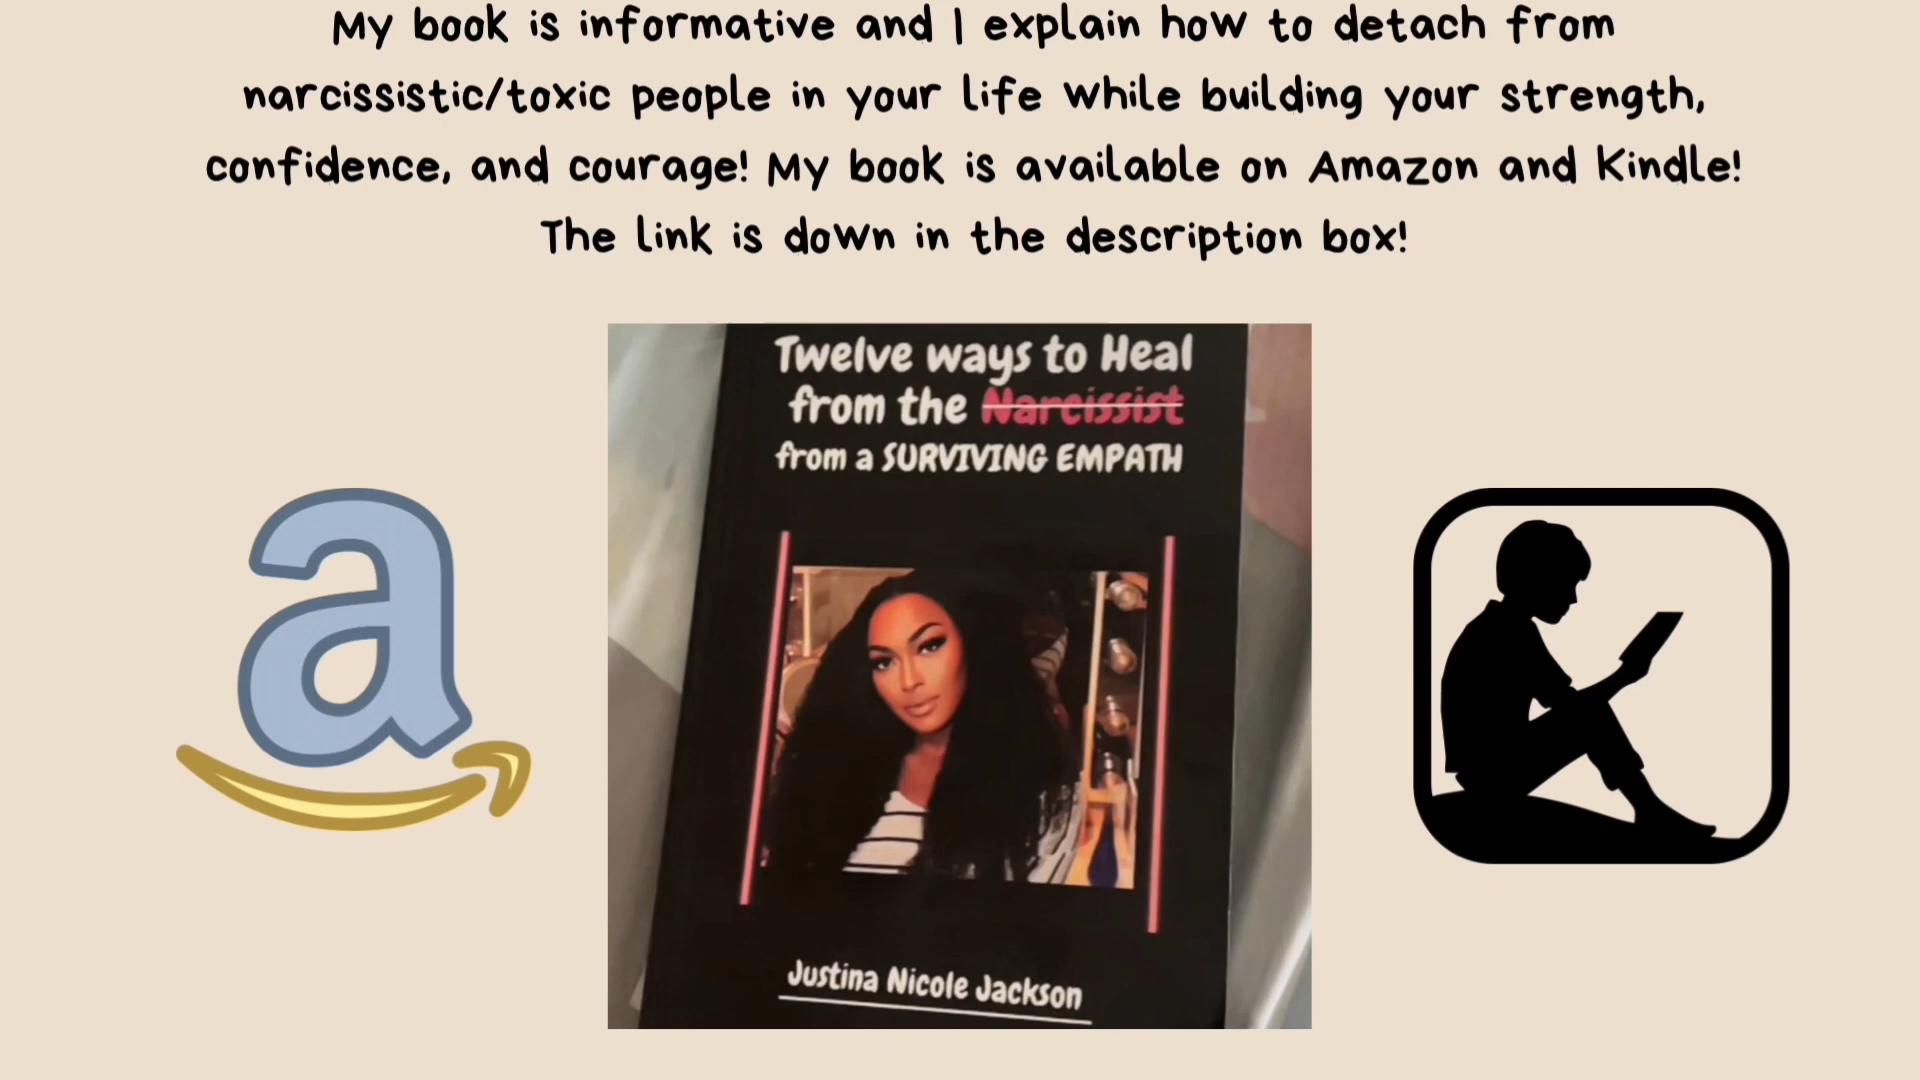 My book is informative and I explain how to detach from
narcissistic/toxic people in your life while building your strength,
confidence, and courage! My book is available on Amazon and Kindle!
The link is down in the description box!
Twelve ways to Heal
from the Narcissist
from a SURVIVING EMPATH
a
Justina Nicole Jackson